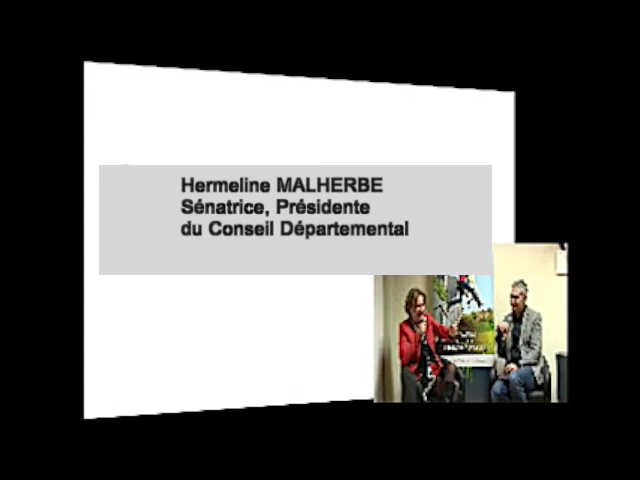 Hermeline MALHERBE
Sénatrice, Présidente
du Conseil Départemental